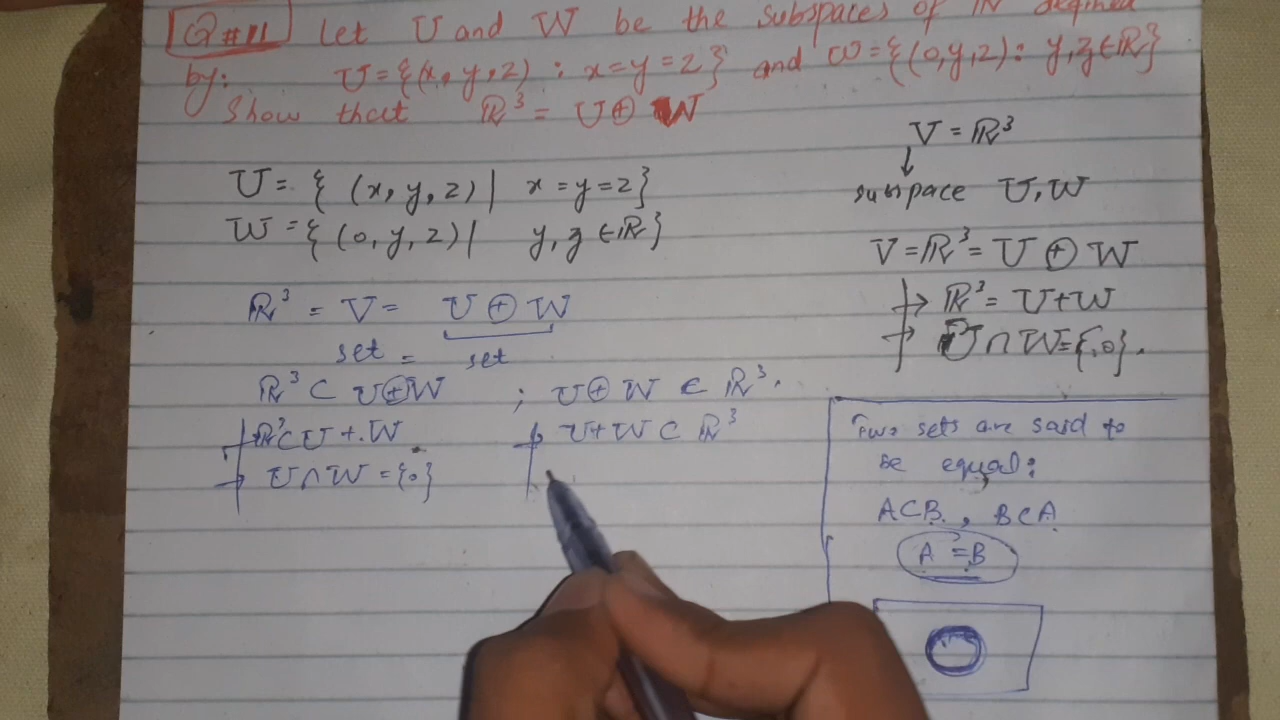 Q#11 Let U and W be the subspaces of IR defined
by: U={(x,y,z) : x=y=z} and W={(0,y,z): y,z∈ℝ}
Show that ℝ³ = U⊕W
V=ℝ³
↓
subspace U,W
V=ℝ³=U⊕W
→ ℝ³=U+W
→ U∩W={0}.
U={(x,y,z)| x=y=z}
W={(0,y,z)| y,z∈ℝ}
ℝ³ = V = U⊕W
set = set
ℝ³ ⊂ U⊕W ; U⊕W ⊂ ℝ³.
→ ℝ³⊂U+W → U+W ⊂ ℝ³
→ U∩W={0}
Two sets are said to
be equal:
A⊂B, B⊂A
A=B